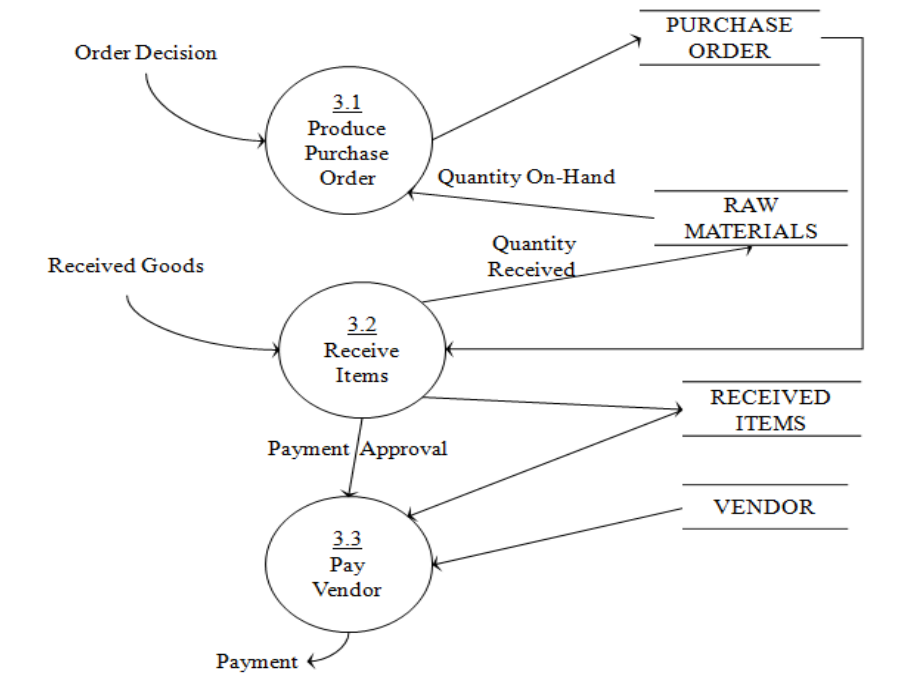 PURCHASE
ORDER
Order Decision
3.1
Produce
Purchase
Order
Quantity On-Hand
RAW
MATERIALS
Quantity
Received
Received Goods
3.2
Receive
Items
RECEIVED
ITEMS
Payment Approval
VENDOR
3.3
Pay
Vendor
Payment